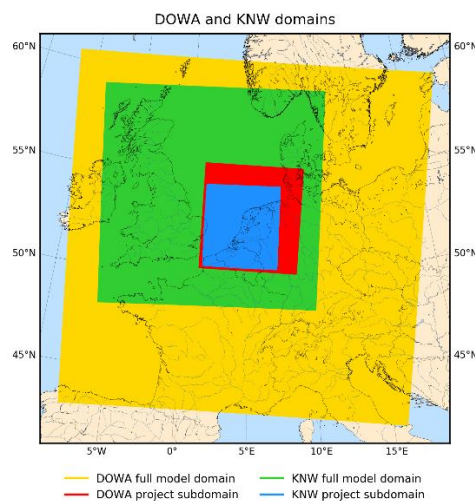 DOWA and KNW domains
60°N 60°N
55°N 55°N
50°N 50°N
45°N 45°N
5°W 0° 5°E 10°E 15°E
DOWA full model domain KNW full model domain
DOWA project subdomain KNW project subdomain